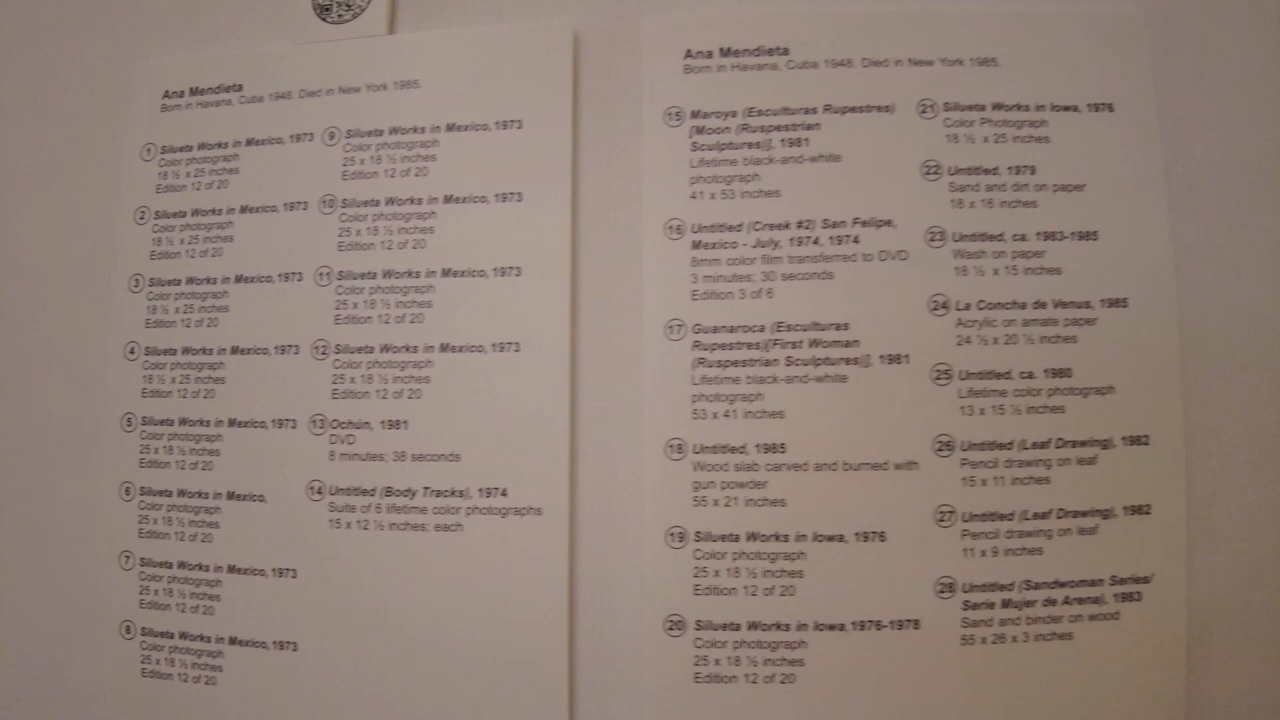 Ana Mendieta
Born in Havana, Cuba 1948. Died in New York 1985.
1 Silueta Works in Mexico, 1973
Color photograph
18 ½ x 25 inches
Edition 12 of 20
2 Silueta Works in Mexico, 1973
Color photograph
18 ½ x 25 inches
Edition 12 of 20
3 Silueta Works in Mexico, 1973
Color photograph
18 ½ x 25 inches
Edition 12 of 20
4 Silueta Works in Mexico, 1973
Color photograph
18 ½ x 25 inches
Edition 12 of 20
5 Silueta Works in Mexico, 1973
Color photograph
25 x 18 ½ inches
Edition 12 of 20
6 Silueta Works in Mexico,
Color photograph
25 x 18 ½ inches
Edition 12 of 20
7 Silueta Works in Mexico, 1973
Color photograph
25 x 18 ½ inches
Edition 12 of 20
8 Silueta Works in Mexico, 1973
Color photograph
25 x 18 ½ inches
Edition 12 of 20
9 Silueta Works in Mexico, 1973
Color photograph
25 x 18 ½ inches
Edition 12 of 20
10 Silueta Works in Mexico, 1973
Color photograph
25 x 18 ½ inches
Edition 12 of 20
11 Silueta Works in Mexico, 1973
Color photograph
25 x 18 ½ inches
Edition 12 of 20
12 Silueta Works in Mexico, 1973
Color photograph
25 x 18 ½ inches
Edition 12 of 20
13 Ochún, 1981
DVD
8 minutes; 38 seconds
14 Untitled (Body Tracks), 1974
Suite of 6 lifetime color photographs
15 x 12 ½ inches; each
Ana Mendieta
Born in Havana, Cuba 1948. Died in New York 1985.
15 Maroya (Esculturas Rupestres)
[Moon (Ruspestrian
Sculptures)], 1981
Lifetime black-and-white
photograph
41 x 53 inches
16 Untitled (Creek #2) San Felipe,
Mexico - July, 1974, 1974
8mm color film transferred to DVD
3 minutes; 30 seconds
Edition 3 of 6
17 Guanaroca (Esculturas
Rupestres)[First Woman
(Ruspestrian Sculptures)], 1981
Lifetime black-and-white
photograph
53 x 41 inches
18 Untitled, 1985
Wood slab carved and burned with
gun powder
55 x 21 inches
19 Silueta Works in Iowa, 1976
Color photograph
25 x 18 ½ inches
Edition 12 of 20
20 Silueta Works in Iowa,1976-1978
Color photograph
25 x 18 ½ inches
Edition 12 of 20
21 Silueta Works in Iowa, 1976
Color Photograph
18 ½ x 25 inches
22 Untitled, 1979
Sand and dirt on paper
18 x 16 inches
23 Untitled, ca. 1983-1985
Wash on paper
18 ½ x 15 inches
24 La Concha de Venus, 1985
Acrylic on amate paper
24 ½ x 20 ½ inches
25 Untitled, ca. 1980
Lifetime color photograph
13 x 15 ½ inches
26 Untitled (Leaf Drawing), 1982
Pencil drawing on leaf
15 x 11 inches
27 Untitled (Leaf Drawing), 1982
Pencil drawing on leaf
11 x 9 inches
28 Untitled (Sandwoman Series/
Serie Mujer de Arena), 1983
Sand and binder on wood
55 x 26 x 3 inches